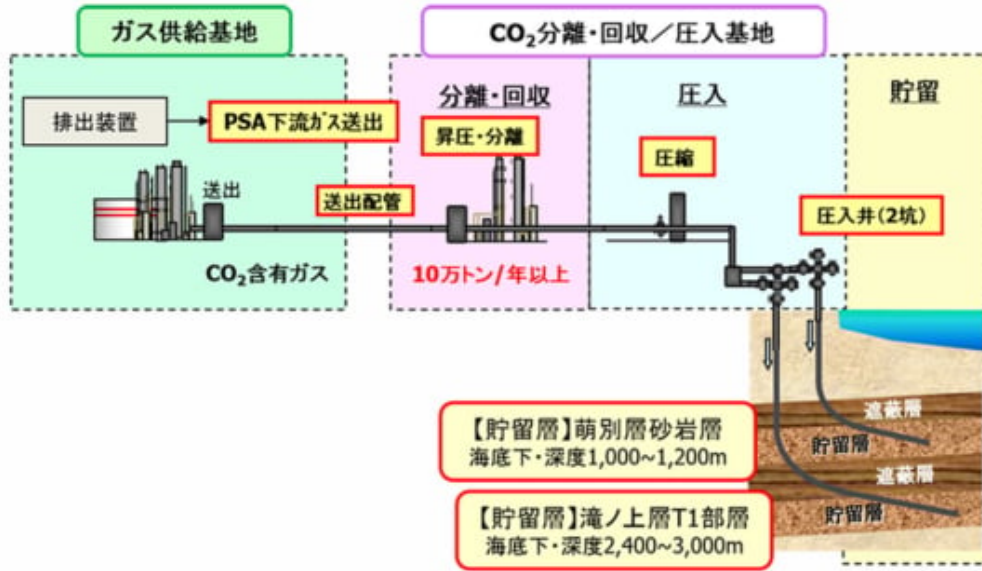 ガス供給基地
CO₂分離・回収／圧入基地
排出装置
PSA下流ガス送出
分離・回収
圧入
貯留
昇圧・分離
圧縮
送出
送出配管
圧入井(2坑)
CO₂含有ガス
10万トン/年以上
【貯留層】萌別層砂岩層
海底下・深度1,000~1,200m
遮蔽層
貯留層
遮蔽層
貯留層
【貯留層】滝ノ上層T1部層
海底下・深度2,400~3,000m